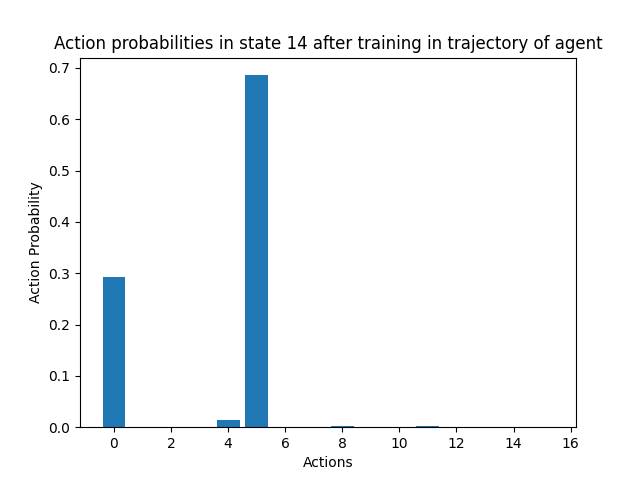 Action probabilities in state 14 after training in trajectory of agent
0.7
0.6
0.5
0.4
0.3
0.2
0.1
0.0
Action Probability
0 2 4 6 8 10 12 14 16
Actions